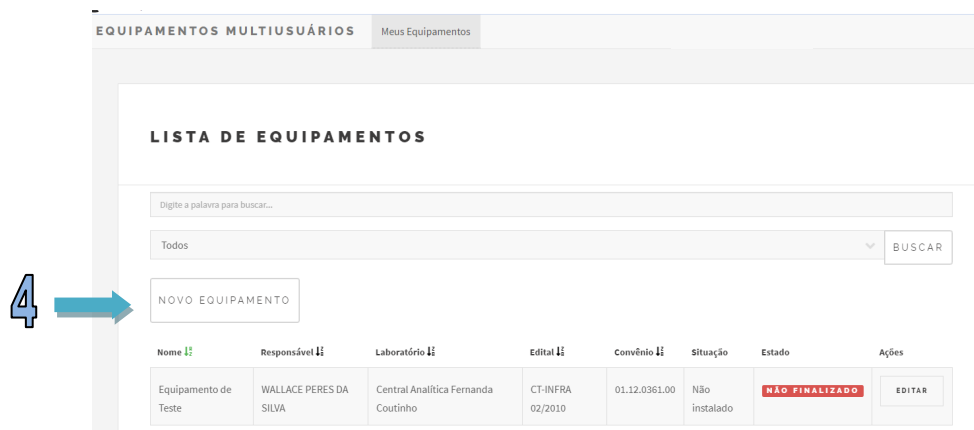 EQUIPAMENTOS MULTIUSUÁRIOS Meus Equipamentos
LISTA DE EQUIPAMENTOS
Digite a palavra para buscar...
Todos BUSCAR
4 NOVO EQUIPAMENTO
Nome Responsável Laboratório Edital Convênio Situação Estado Ações
Equipamento de WALLACE PERES DA Central Analítica Fernanda CT-INFRA 01.12.0361.00 Não NÃO FINALIZADO EDITAR
Teste SILVA Coutinho 02/2010 instalado